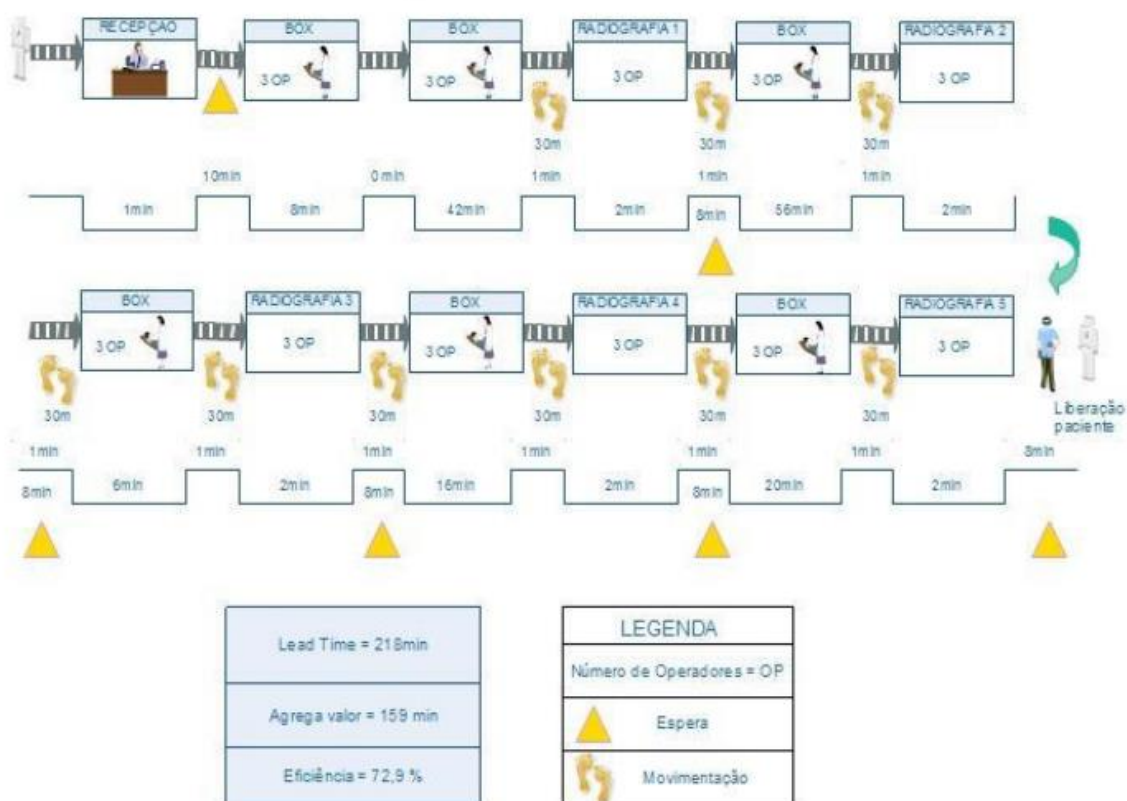 RECEPÇÃO BOX BOX RADIOGRAFIA 1 BOX RADIOGRAFIA 2
3 OP 3 OP 3 OP 3 OP 3 OP
30m 30m 30m
10min 0 min 1min 1min 1min
1min 8min 42min 2min 8min 56min 2min
BOX RADIOGRAFIA 3 BOX RADIOGRAFIA 4 BOX RADIOGRAFIA 5
3 OP 3 OP 3 OP 3 OP 3 OP 3 OP
Liberação
paciente
30m 30m 30m 30m 30m 30m
1min 1min 1min 1min 1min 1min 8min
8min 6min 2min 8min 16min 2min 8min 20min 2min
Lead Time = 218min
Agrega valor = 159 min
Eficiência = 72,9 %
LEGENDA
Número de Operadores = OP
Espera
Movimentação